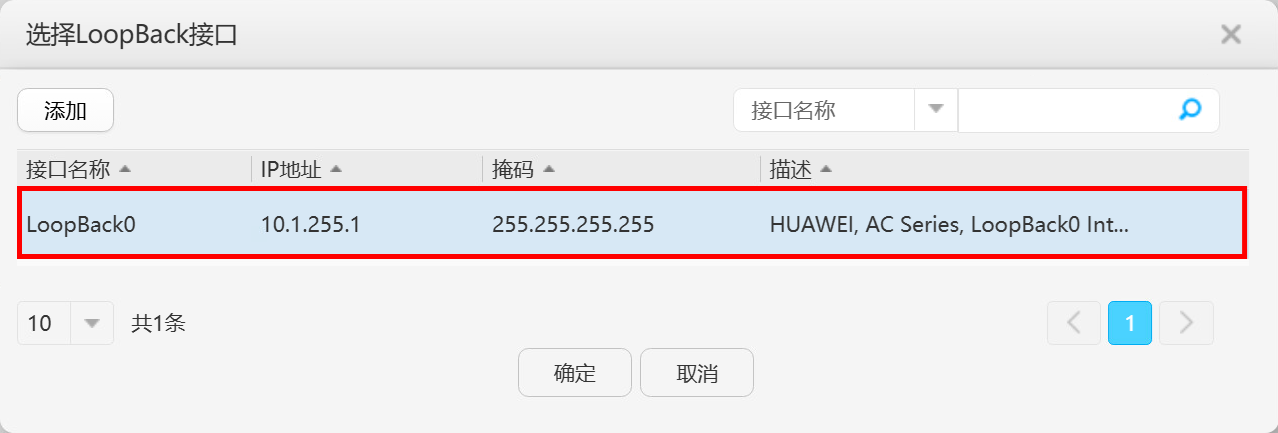 选择LoopBack接口
添加 接口名称
接口名称 IP地址 掩码 描述
LoopBack0 10.1.255.1 255.255.255.255 HUAWEI, AC Series, LoopBack0 Int...
10 共1条 1
确定 取消